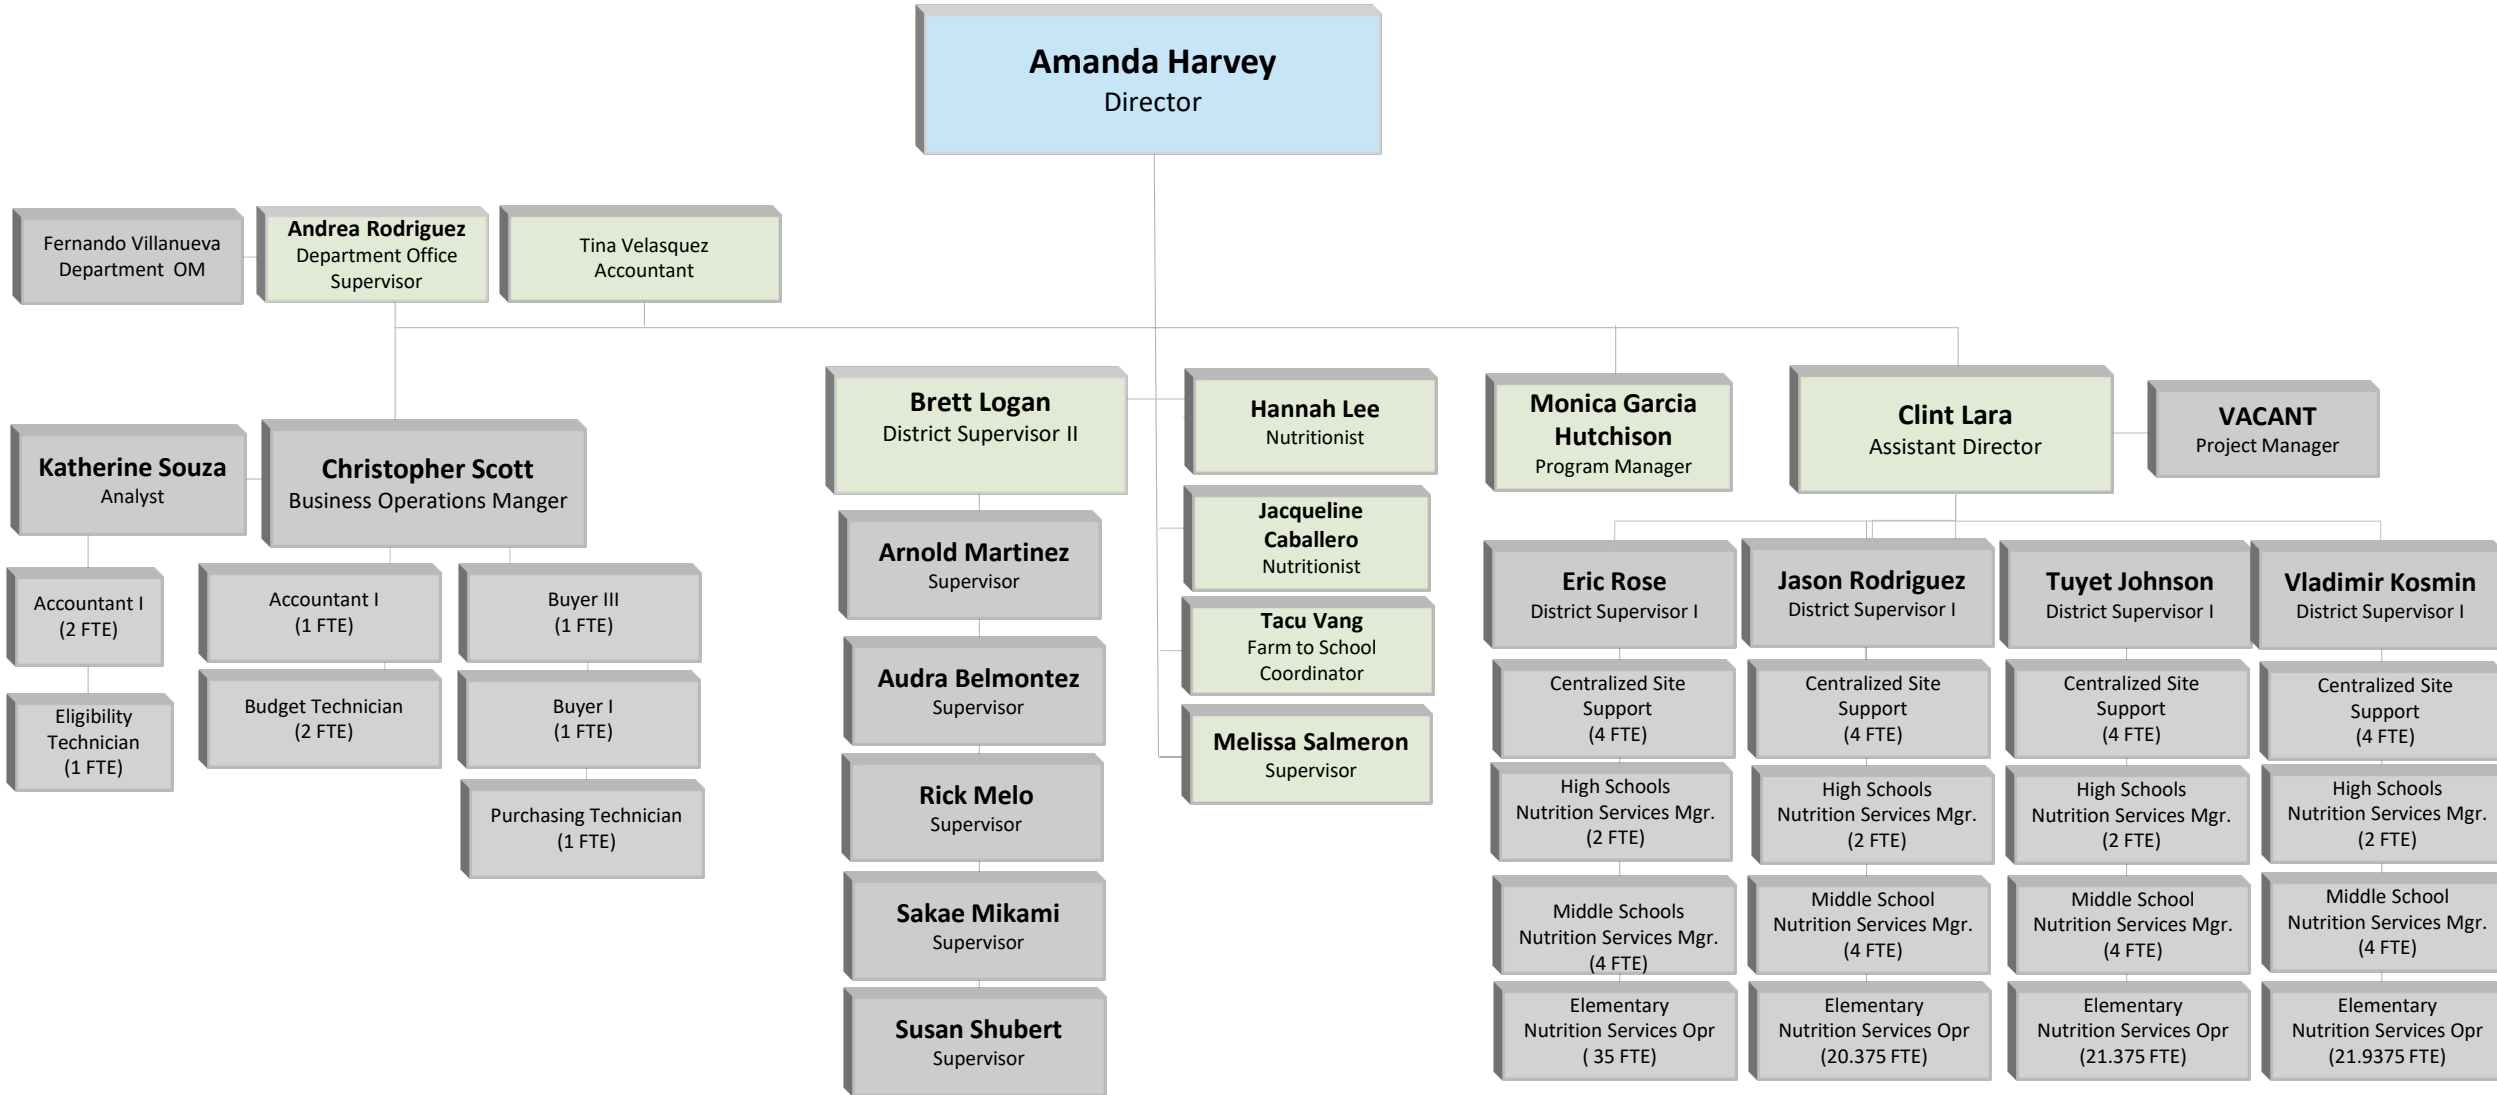 Amanda Harvey
Director
Fernando Villanueva
Department OM
Andrea Rodriguez
Department Office
Supervisor
Tina Velasquez
Accountant
Katherine Souza
Analyst
Christopher Scott
Business Operations Manger
Accountant I
(2 FTE)
Eligibility
Technician
(1 FTE)
Accountant I
(1 FTE)
Budget Technician
(2 FTE)
Buyer III
(1 FTE)
Buyer I
(1 FTE)
Purchasing Technician
(1 FTE)
Brett Logan
District Supervisor II
Arnold Martinez
Supervisor
Audra Belmontez
Supervisor
Rick Melo
Supervisor
Sakae Mikami
Supervisor
Susan Shubert
Supervisor
Hannah Lee
Nutritionist
Jacqueline
Caballero
Nutritionist
Tacu Vang
Farm to School
Coordinator
Melissa Salmeron
Supervisor
Monica Garcia
Hutchison
Program Manager
Clint Lara
Assistant Director
VACANT
Project Manager
Eric Rose
District Supervisor I
Centralized Site
Support
(4 FTE)
High Schools
Nutrition Services Mgr.
(2 FTE)
Middle Schools
Nutrition Services Mgr.
(4 FTE)
Elementary
Nutrition Services Opr
( 35 FTE)
Jason Rodriguez
District Supervisor I
Centralized Site
Support
(4 FTE)
High Schools
Nutrition Services Mgr.
(2 FTE)
Middle School
Nutrition Services Mgr.
(4 FTE)
Elementary
Nutrition Services Opr
(20.375 FTE)
Tuyet Johnson
District Supervisor I
Centralized Site
Support
(4 FTE)
High Schools
Nutrition Services Mgr.
(2 FTE)
Middle School
Nutrition Services Mgr.
(4 FTE)
Elementary
Nutrition Services Opr
(21.375 FTE)
Vladimir Kosmin
District Supervisor I
Centralized Site
Support
(4 FTE)
High Schools
Nutrition Services Mgr.
(2 FTE)
Middle School
Nutrition Services Mgr.
(4 FTE)
Elementary
Nutrition Services Opr
(21.9375 FTE)